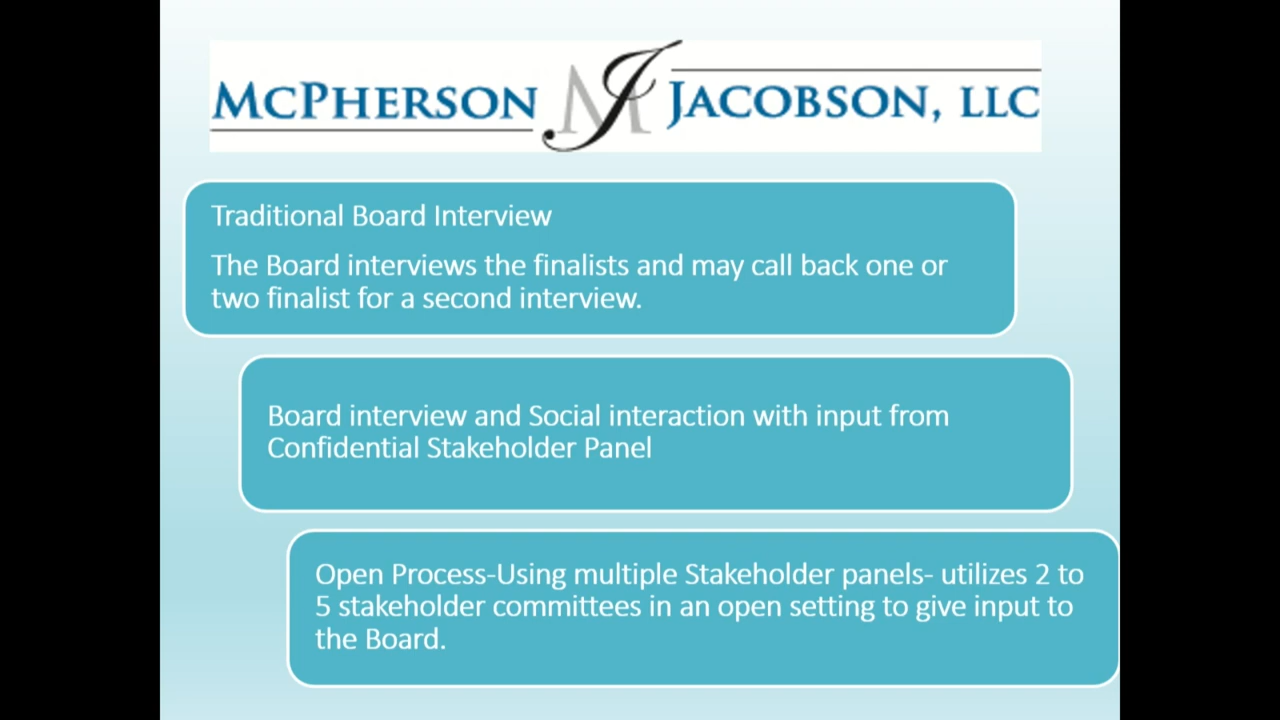 McPherson MJ Jacobson, LLC
Traditional Board Interview
The Board interviews the finalists and may call back one or
two finalist for a second interview.
Board interview and Social interaction with input from
Confidential Stakeholder Panel
Open Process-Using multiple Stakeholder panels- utilizes 2 to
5 stakeholder committees in an open setting to give input to
the Board.